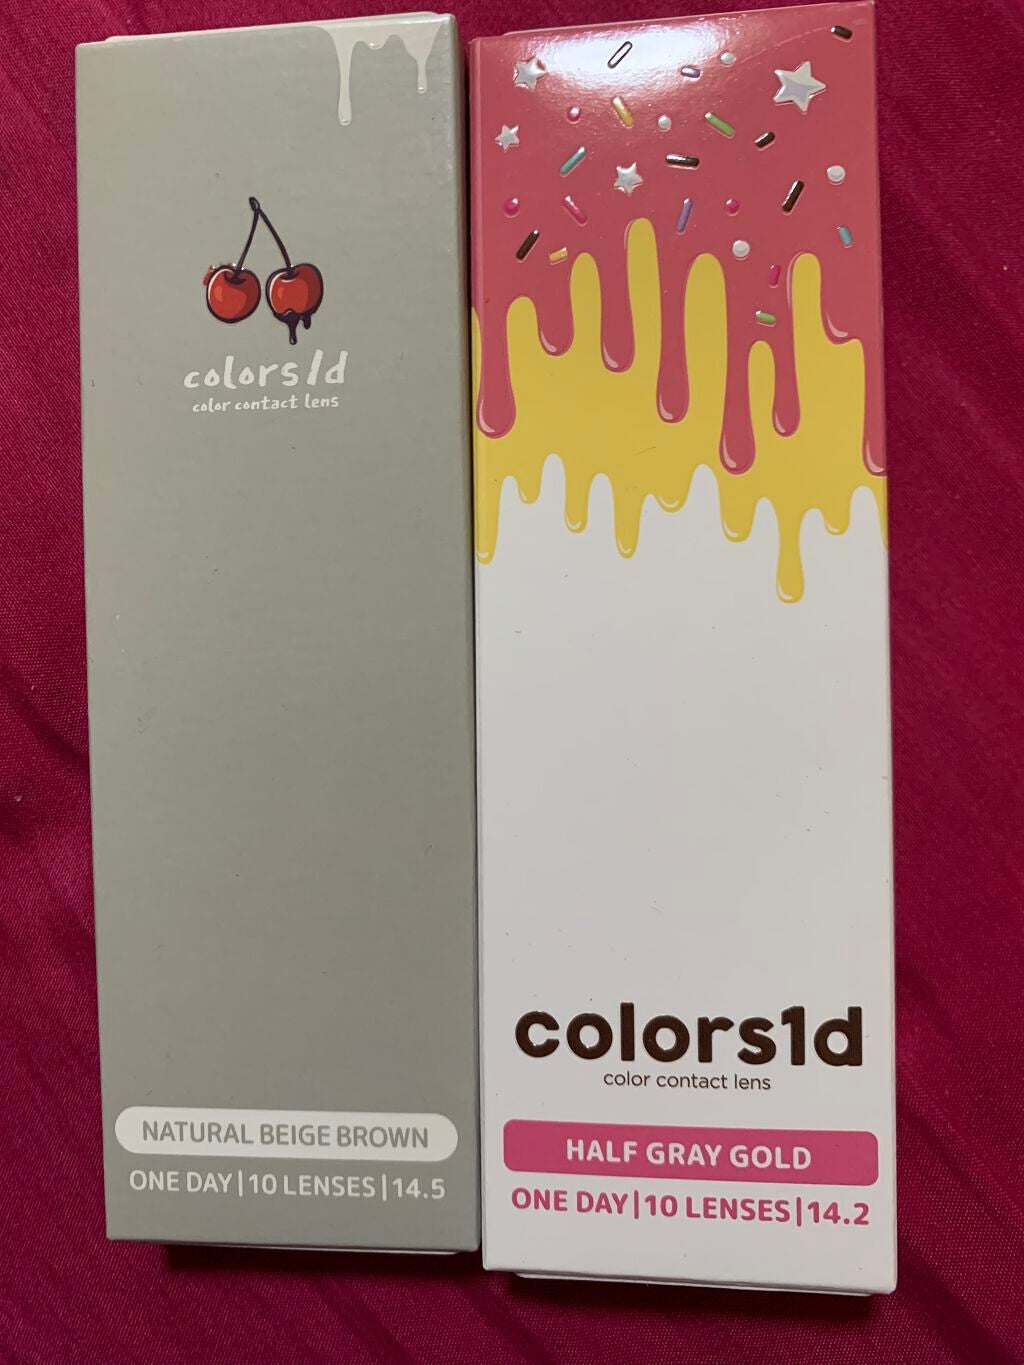 colors1d
color contact lens
NATURAL BEIGE BROWN
ONE DAY|10 LENSES|14.5
colors1d
color contact lens
HALF GRAY GOLD
ONE DAY|10 LENSES|14.2